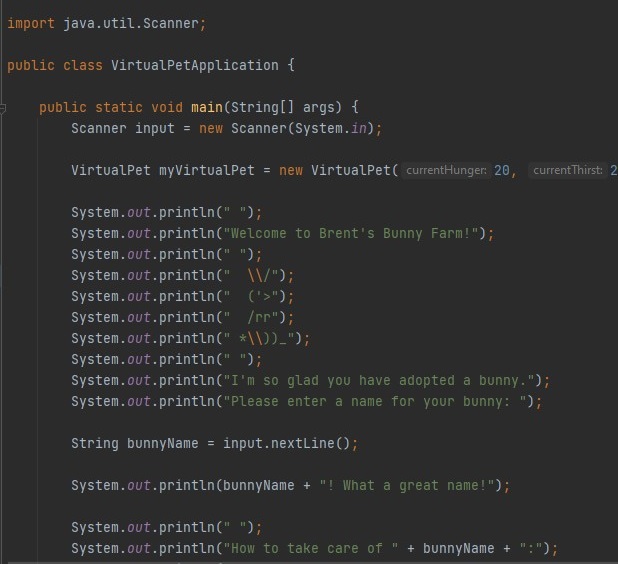 import java.util.Scanner;
public class VirtualPetApplication {
public static void main(String[] args) {
Scanner input = new Scanner(System.in);
VirtualPet myVirtualPet = new VirtualPet( currentHunger: 20, currentThirst: 2
System.out.println(" ");
System.out.println("Welcome to Brent's Bunny Farm!");
System.out.println(" ");
System.out.println("  \\/");
System.out.println("  ('>");
System.out.println("  /rr");
System.out.println(" *\\))_");
System.out.println(" ");
System.out.println("I'm so glad you have adopted a bunny.");
System.out.println("Please enter a name for your bunny: ");
String bunnyName = input.nextLine();
System.out.println(bunnyName + "! What a great name!");
System.out.println(" ");
System.out.println("How to take care of " + bunnyName + ":");